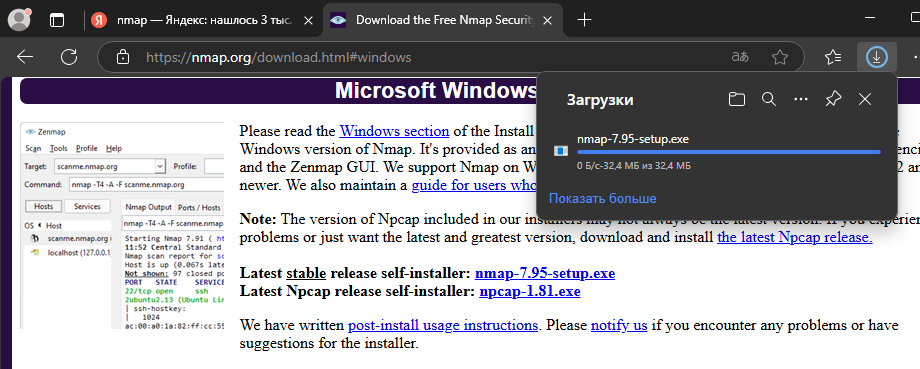 nmap — Яндекс: нашлось 3 тыс.
Download the Free Nmap Security
https://nmap.org/download.html#windows
Microsoft Windows
Загрузки
nmap-7.95-setup.exe
0 Б/с-32,4 МБ из 32,4 МБ
Показать больше
Zenmap
Scan Tools Profile Help
Target: scanme.nmap.org Profile:
Command: nmap -T4 -A -F scanme.nmap.org
Hosts Services
Nmap Output Ports / Hosts
nmap -T4 -A -F scanme.nmap.
OS Host
scanme.nmap.org (
localhost (127.0.0.1)
Starting Nmap 7.91 ( ht
11:52 Central Standard
Nmap scan report for sc
Host is up (0.067s late
Not shown: 97 closed po
PORT STATE SERVICE
22/tcp open ssh
2ubuntu2.13 (Ubuntu Lin
| ssh-hostkey:
| 1024
ac:00:a0:1a:82:ff:cc:55
Please read the Windows section of the Install
Windows version of Nmap. It's provided as an
and the Zenmap GUI. We support Nmap on W
newer. We also maintain a guide for users who
Note: The version of Npcap included in our installers may not always be the latest version. If you experien
problems or just want the latest and greatest version, download and install the latest Npcap release.
Latest stable release self-installer: nmap-7.95-setup.exe
Latest Npcap release self-installer: npcap-1.81.exe
We have written post-install usage instructions. Please notify us if you encounter any problems or have
suggestions for the installer.